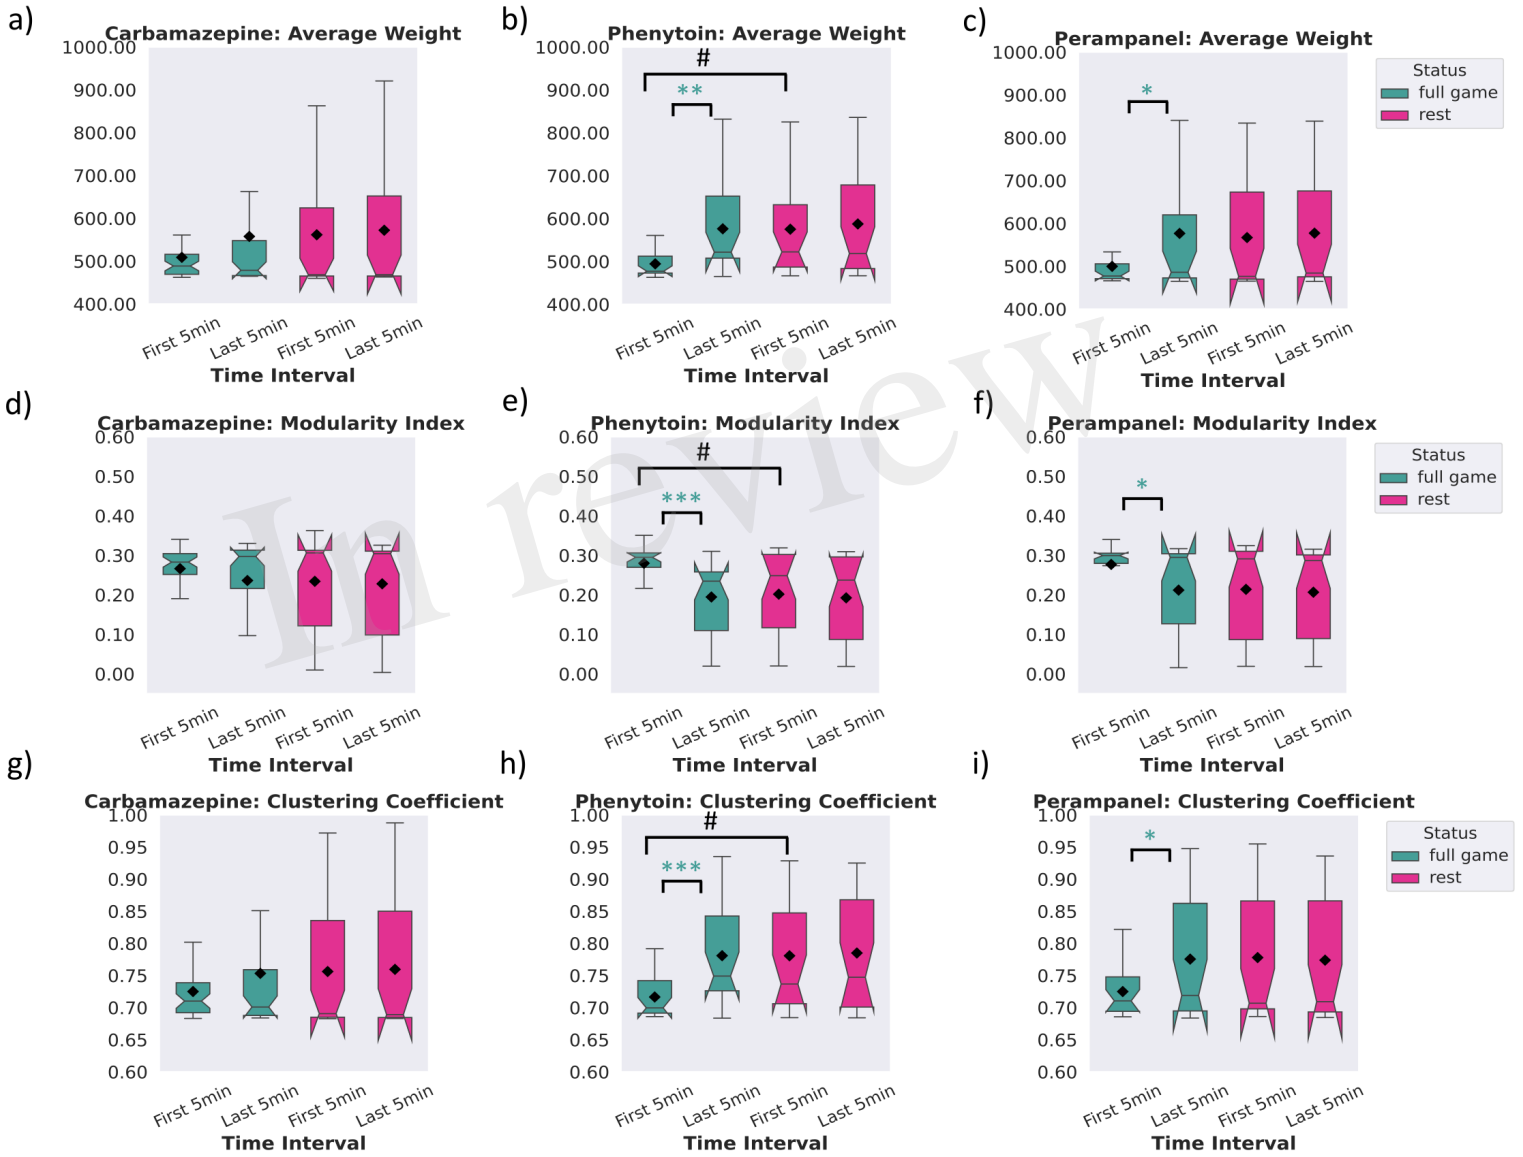 a)
Carbamazepine: Average Weight
1000.00
900.00
800.00
700.00
600.00
500.00
400.00
First 5min
Last 5min
First 5min
Last 5min
Time Interval
b)
Phenytoin: Average Weight
1000.00
900.00
800.00
700.00
600.00
500.00
400.00
#
**
First 5min
Last 5min
First 5min
Last 5min
Time Interval
c)
Perampanel: Average Weight
1000.00
900.00
800.00
700.00
600.00
500.00
400.00
*
First 5min
Last 5min
First 5min
Last 5min
Time Interval
Status
full game
rest
d)
Carbamazepine: Modularity Index
0.60
0.50
0.40
0.30
0.20
0.10
0.00
First 5min
Last 5min
First 5min
Last 5min
Time Interval
e)
Phenytoin: Modularity Index
0.60
0.50
0.40
0.30
0.20
0.10
0.00
#
***
First 5min
Last 5min
First 5min
Last 5min
Time Interval
f)
Perampanel: Modularity Index
0.60
0.50
0.40
0.30
0.20
0.10
0.00
*
First 5min
Last 5min
First 5min
Last 5min
Time Interval
Status
full game
rest
In review
g)
Carbamazepine: Clustering Coefficient
1.00
0.95
0.90
0.85
0.80
0.75
0.70
0.65
0.60
First 5min
Last 5min
First 5min
Last 5min
Time Interval
h)
Phenytoin: Clustering Coefficient
1.00
0.95
0.90
0.85
0.80
0.75
0.70
0.65
0.60
#
***
First 5min
Last 5min
First 5min
Last 5min
Time Interval
i)
Perampanel: Clustering Coefficient
1.00
0.95
0.90
0.85
0.80
0.75
0.70
0.65
0.60
*
First 5min
Last 5min
First 5min
Last 5min
Time Interval
Status
full game
rest